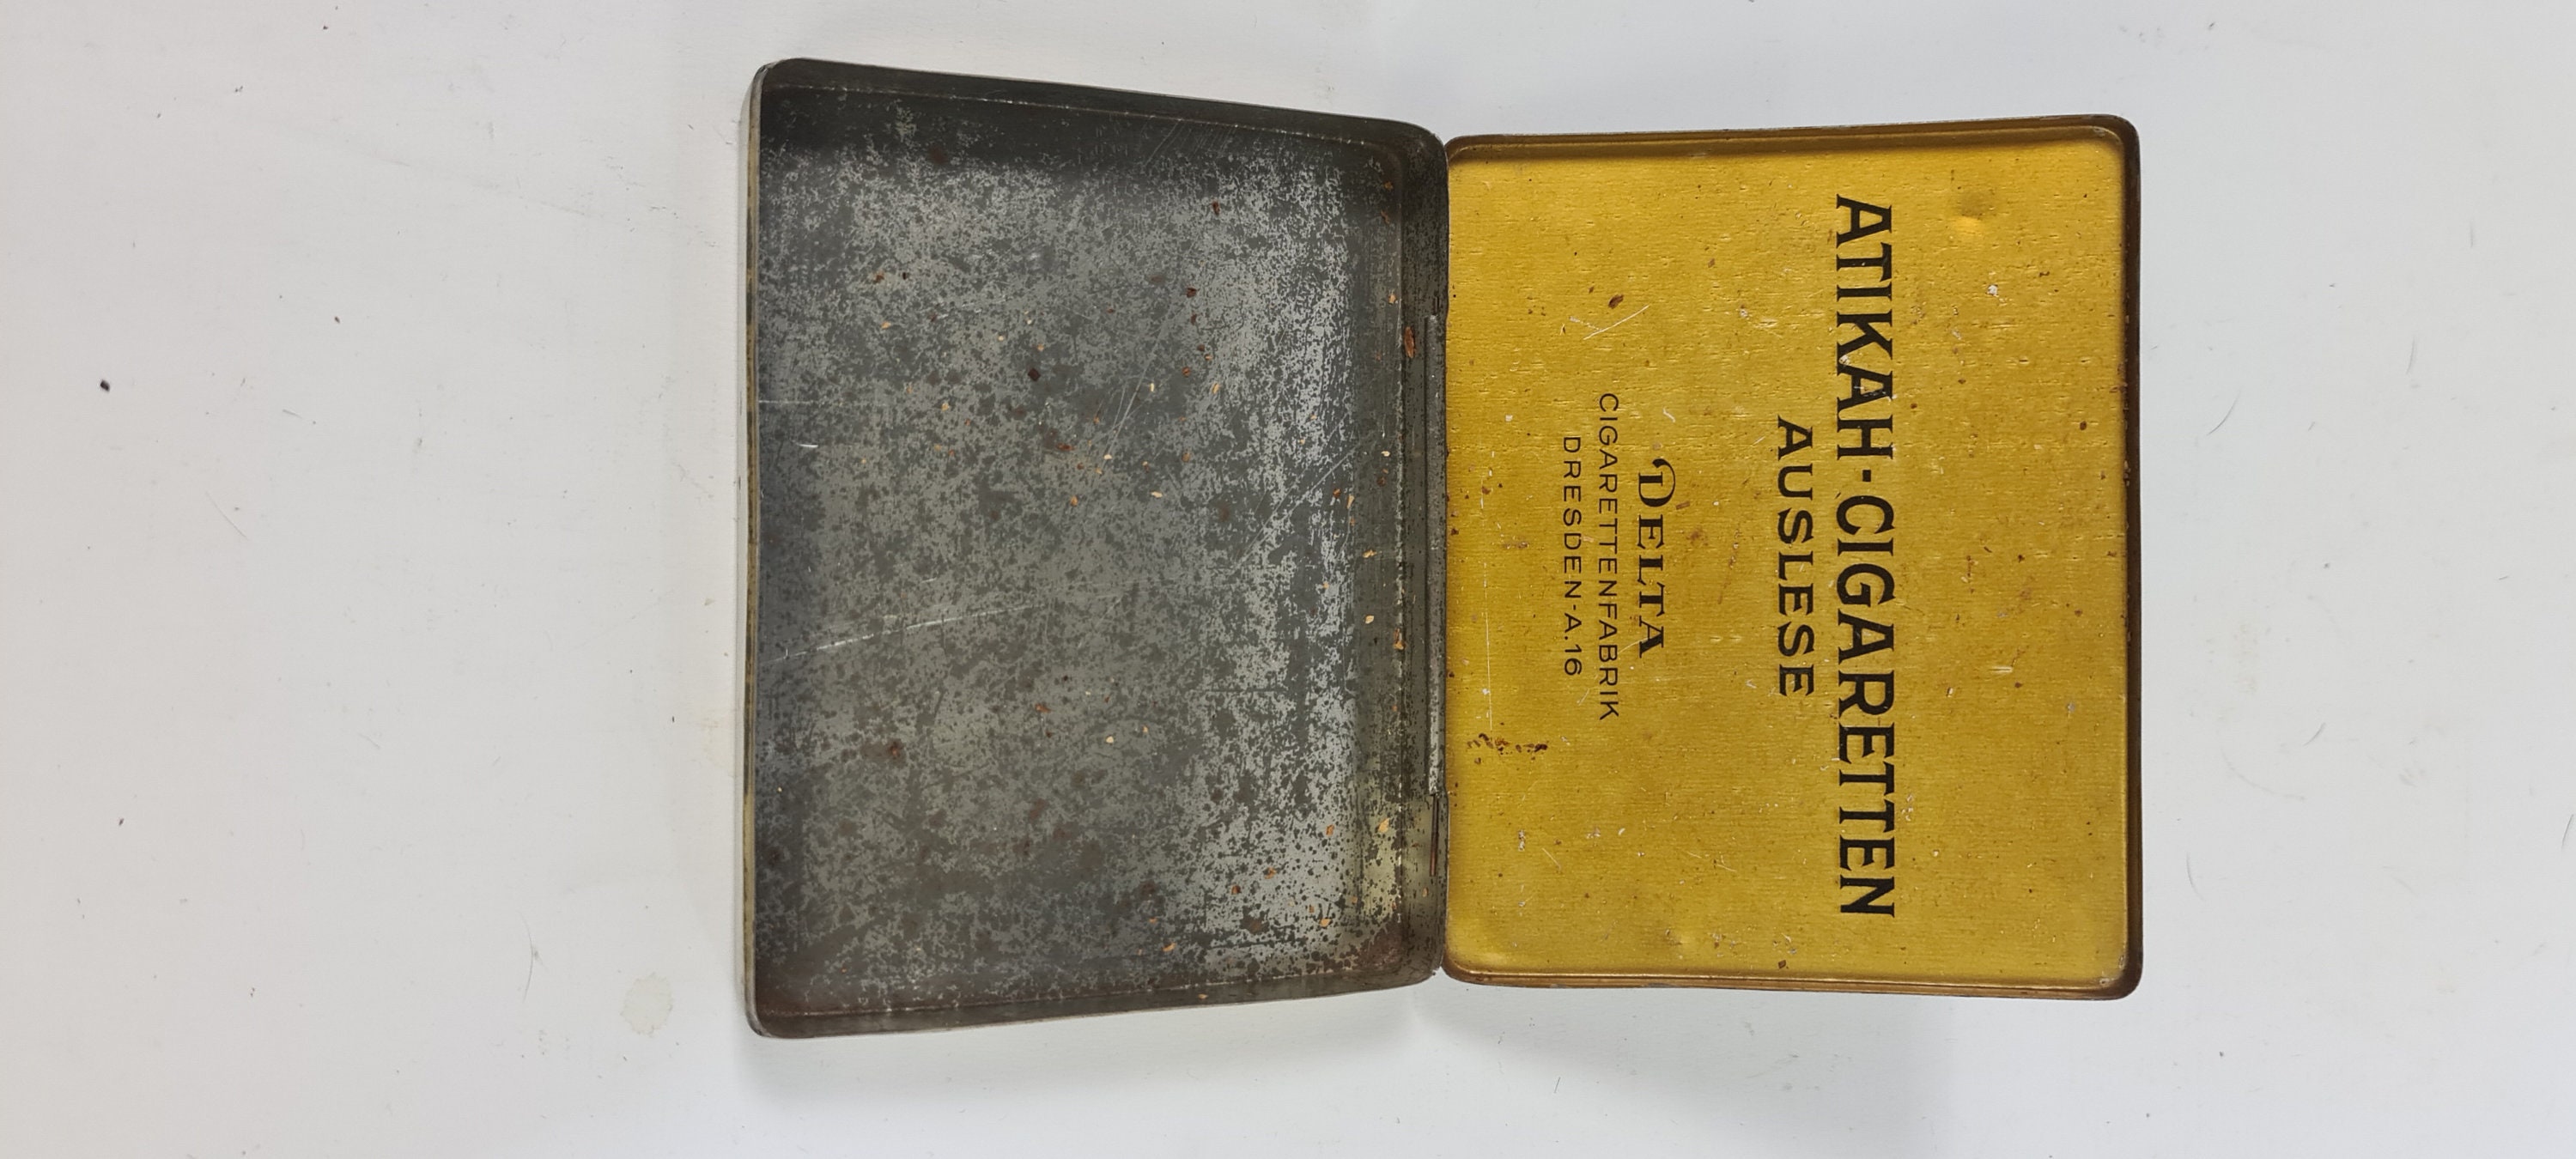 ATIKAH-CIGARETTEN
AUSLESE
DELTA
CIGARETTENFABRIK
DRESDEN-A.16